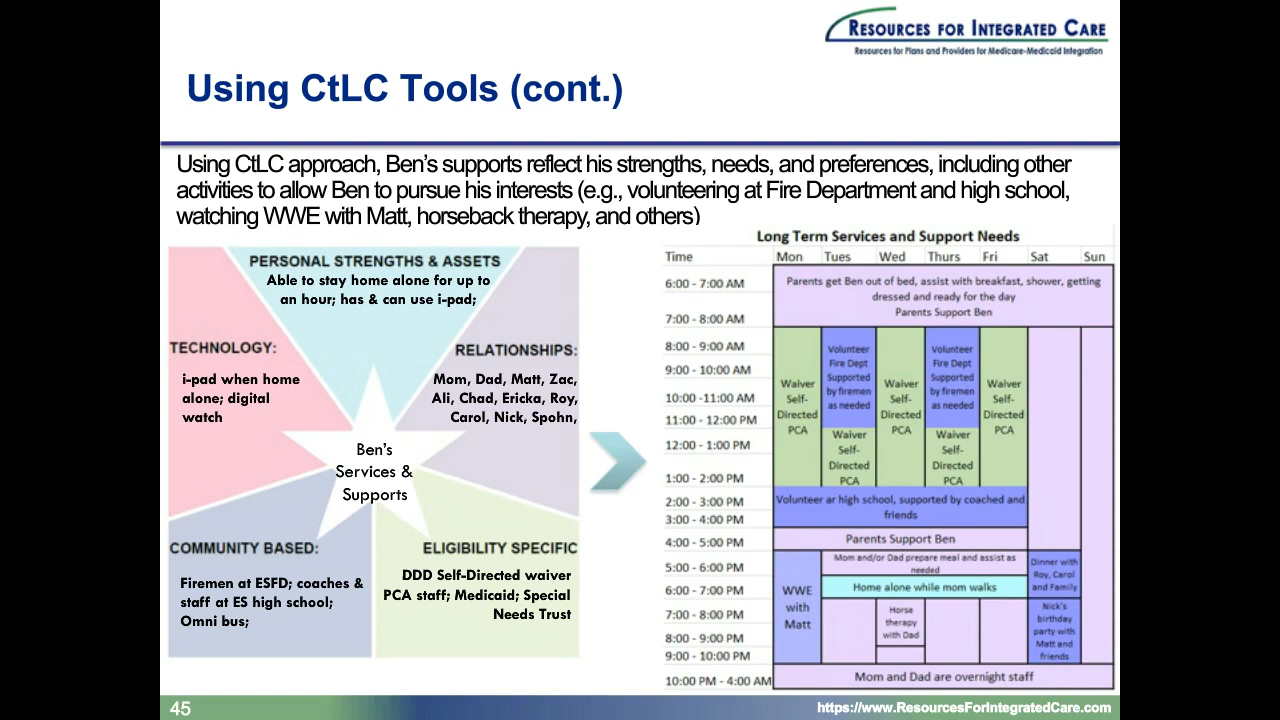 RESOURCES FOR INTEGRATED CARE
Resources for Plans and Providers for Medicare-Medicaid Integration
Using CtLC Tools (cont.)
Using CtLC approach, Ben's supports reflect his strengths, needs, and preferences, including other
activities to allow Ben to pursue his interests (e.g., volunteering at Fire Department and high school,
watching WWE with Matt, horseback therapy, and others)
PERSONAL STRENGTHS & ASSETS
Able to stay home alone for up to
an hour; has & can use i-pad;
TECHNOLOGY:
i-pad when home
alone; digital
watch
RELATIONSHIPS:
Mom, Dad, Matt, Zac,
Ali, Chad, Ericka, Roy,
Carol, Nick, Spohn,
Ben's
Services &
Supports
COMMUNITY BASED:
Firemen at ESFD; coaches &
staff at ES high school;
Omni bus;
ELIGIBILITY SPECIFIC
DDD Self-Directed waiver
PCA staff; Medicaid; Special
Needs Trust
Long Term Services and Support Needs
Time Mon Tues Wed Thurs Fri Sat Sun
6:00 - 7:00 AM
7:00 - 8:00 AM
8:00 - 9:00 AM
9:00 - 10:00 AM
10:00 -11:00 AM
11:00 - 12:00 PM
12:00 - 1:00 PM
1:00 - 2:00 PM
2:00 - 3:00 PM
3:00 - 4:00 PM
4:00 - 5:00 PM
5:00 - 6:00 PM
6:00 - 7:00 PM
7:00 - 8:00 PM
8:00 - 9:00 PM
9:00 - 10:00 PM
10:00 PM - 4:00 AM
Parents get Ben out of bed, assist with breakfast, shower, getting
dressed and ready for the day
Parents Support Ben
Waiver
Self-
Directed
PCA
Volunteer
Fire Dept
Supported
by firemen
as needed
Waiver
Self-
Directed
PCA
Waiver
Self-
Directed
PCA
Volunteer
Fire Dept
Supported
by firemen
as needed
Waiver
Self-
Directed
PCA
Waiver
Self-
Directed
PCA
Volunteer ar high school, supported by coached and
friends
Parents Support Ben
WWE
with
Matt
Mom and/or Dad prepare meal and assist as
needed
Home alone while mom walks
Horse
therapy
with Dad
Dinner with
Roy, Carol
and Family
Nick's
birthday
party with
Matt and
friends
Mom and Dad are overnight staff
45
https://www.ResourcesForIntegratedCare.com